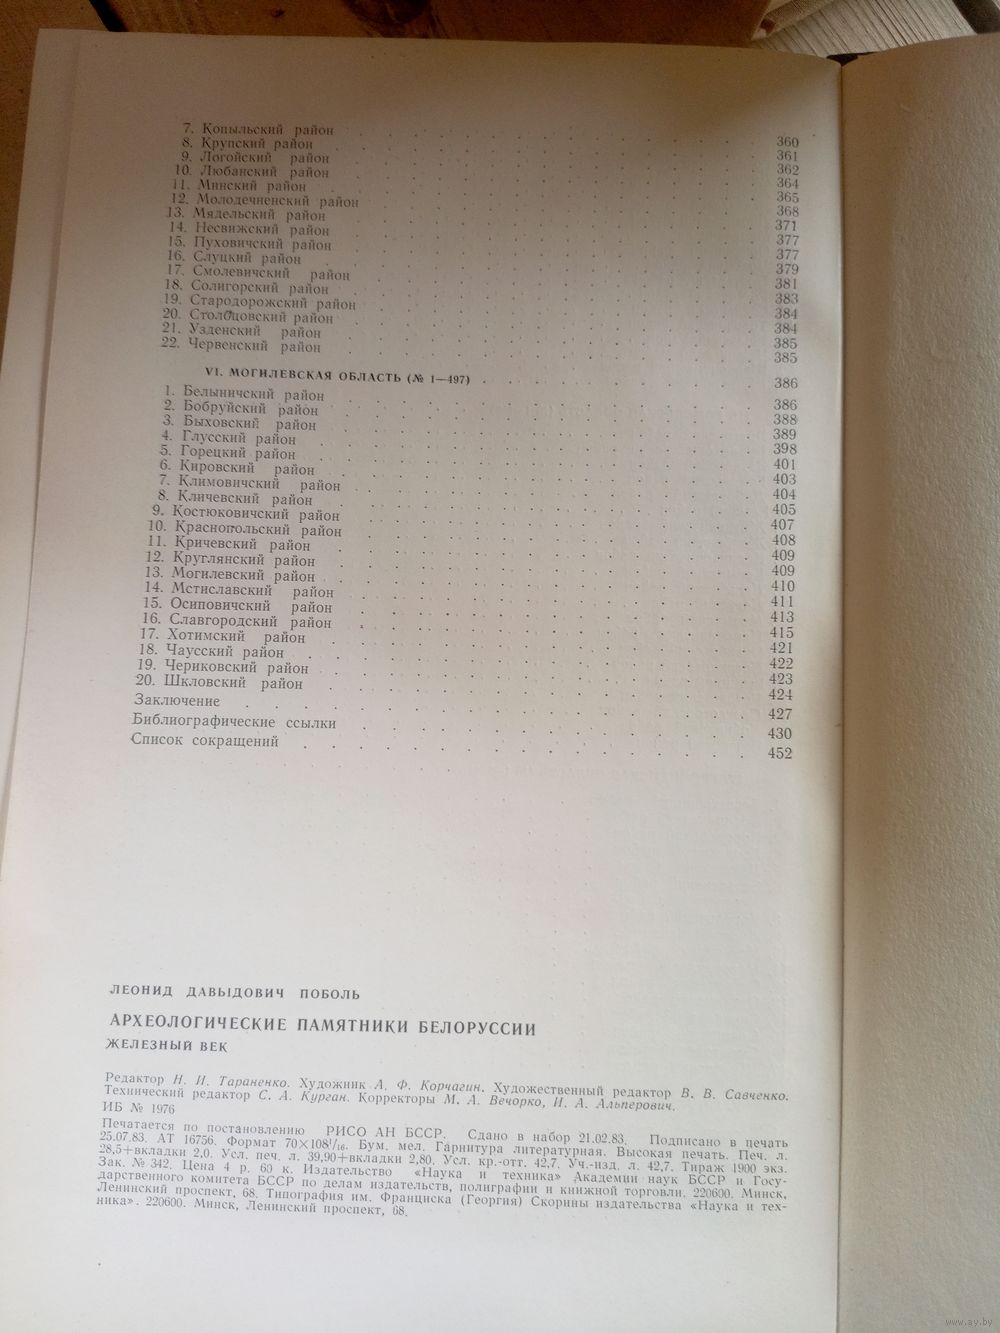 7. Копыльский район 360
8. Крупский район 361
9. Логойский район 362
10. Любанский район 364
11. Минский район 365
12. Молодечненский район 368
13. Мядельский район 371
14. Несвижский район 377
15. Пуховичский район 377
16. Слуцкий район 379
17. Смолевичский район 381
18. Солигорский район 383
19. Стародорожский район 384
20. Столбцовский район 384
21. Узденский район 385
22. Червенский район 385
VI. МОГИЛЕВСКАЯ ОБЛАСТЬ (№ 1—497) 386
1. Белыничский район 386
2. Бобруйский район 388
3. Быховский район 389
4. Глусский район 398
5. Горецкий район 401
6. Кировский район 403
7. Климовичский район 404
8. Кличевский район 405
9. Костюковичский район 407
10. Краснопольский район 408
11. Кричевский район 409
12. Круглянский район 409
13. Могилевский район 410
14. Мстиславский район 411
15. Осиповичский район 413
16. Славгородский район 415
17. Хотимский район 421
18. Чаусский район 422
19. Чериковский район 423
20. Шкловский район 424
Заключение 427
Библиографические ссылки 430
Список сокращений 452
ЛЕОНИД ДАВЫДОВИЧ ПОБОЛЬ
АРХЕОЛОГИЧЕСКИЕ ПАМЯТНИКИ БЕЛОРУССИИ
ЖЕЛЕЗНЫЙ ВЕК
Редактор Н. И. Тараненко. Художник А. Ф. Корчагин. Художественный редактор В. В. Савченко.
Технический редактор С. А. Курган. Корректоры М. А. Вечорко, И. А. Альперович.
ИБ № 1976
Печатается по постановлению РИСО АН БССР. Сдано в набор 21.02.83. Подписано в печать
25.07.83. АТ 16756. Формат 70×108¹/₁₆. Бум. мел. Гарнитура литературная. Высокая печать. Печ. л.
28,5+вкладки 2,0. Усл. печ. л. 39,90+вкладки 2,80. Усл. кр.-отт. 42,7. Уч.-изд. л. 42,7. Тираж 1900 экз.
Зак. № 342. Цена 4 р. 60 к. Издательство «Наука и техника» Академии наук БССР и Госу-
дарственного комитета БССР по делам издательств, полиграфии и книжной торговли. 220600. Минск,
Ленинский проспект, 68. Типография им. Франциска (Георгия) Скорины издательства «Наука и тех-
ника». 220600. Минск, Ленинский проспект, 68.
www.ay.by